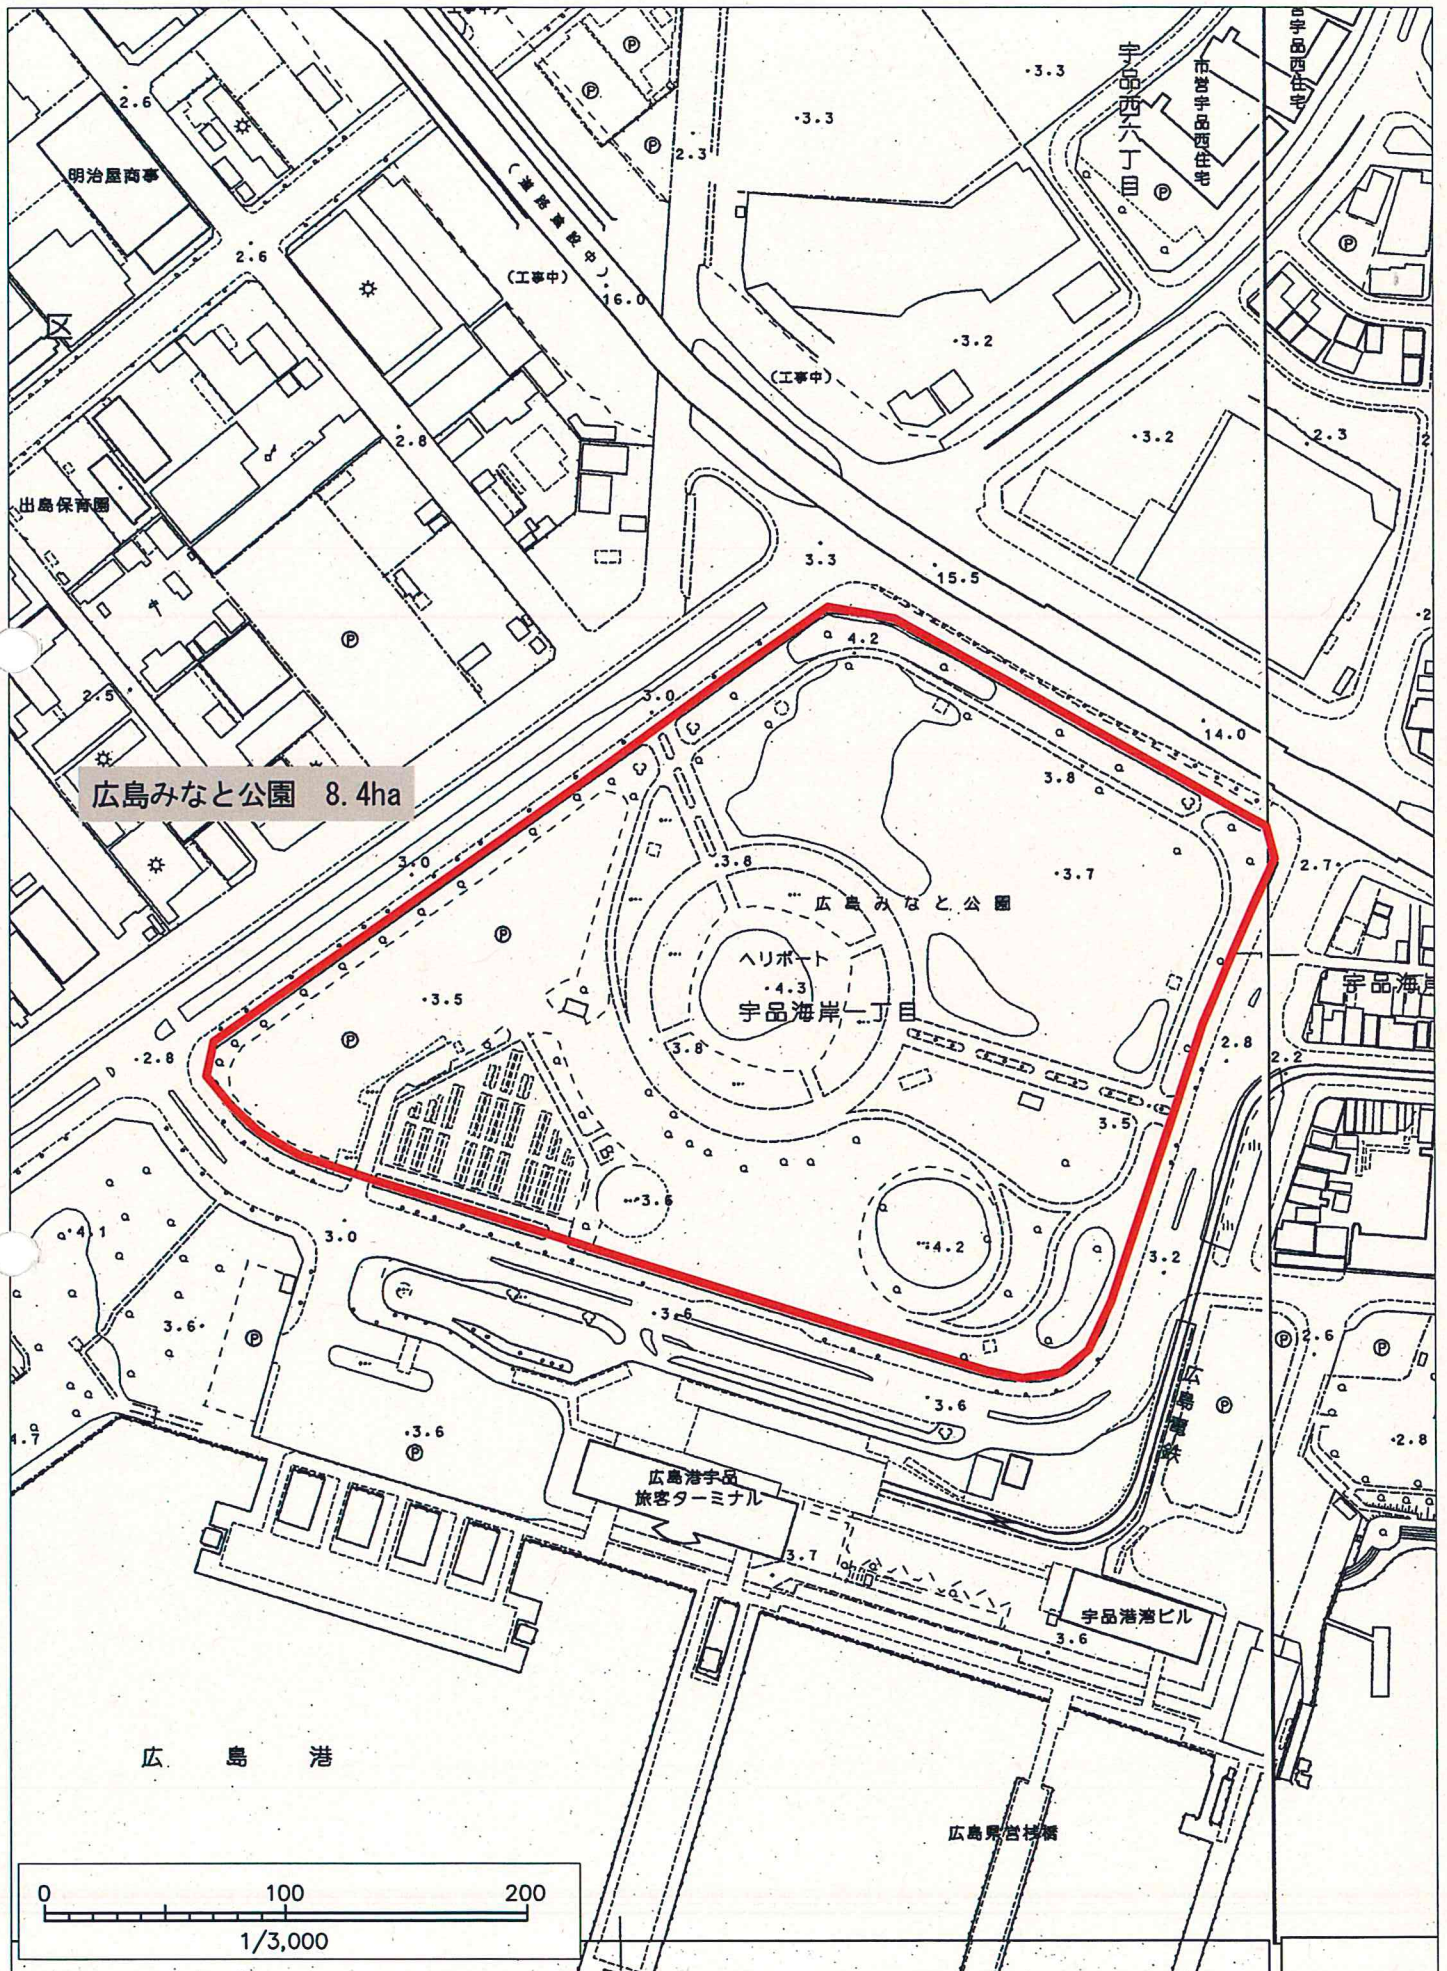 2.6
明治屋商事
2.6
2.3
3.3
3.3
宇品西六丁目
市営宇品西住宅
営宇品西住宅
(道路建設中)
(工事中)
16.0
区
3.2
(工事中)
2.8
3.2
2.3
出島保育園
3.3
15.5
4.2
2.5
3.0
14.0
3.8
広島みなと公園 8.4ha
3.0
3.8
3.7
2.7
広島みなと公園
ヘリポート
4.3
宇品海岸一丁目
3.5
宇品海岸
2.8
3.8
2.8
2.2
3.5
3.6
4.1
3.0
4.2
3.2
3.6
3.6
2.6
広島電鉄
3.6
3.6
4.7
2.8
広島港宇品
旅客ターミナル
3.7
宇品港湾ビル
3.6
広島港
広島県営桟橋
0 100 200
1/3,000